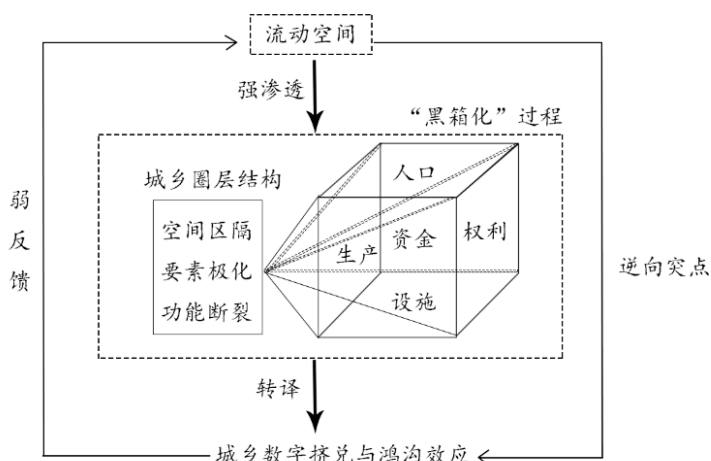 流动空间
强渗透
“黑箱化”过程
城乡圈层结构
空间区隔
要素极化
功能断裂
人口
生产
资金
权利
设施
弱反馈
逆向突点
转译
城乡数字挤兑与鸿沟效应